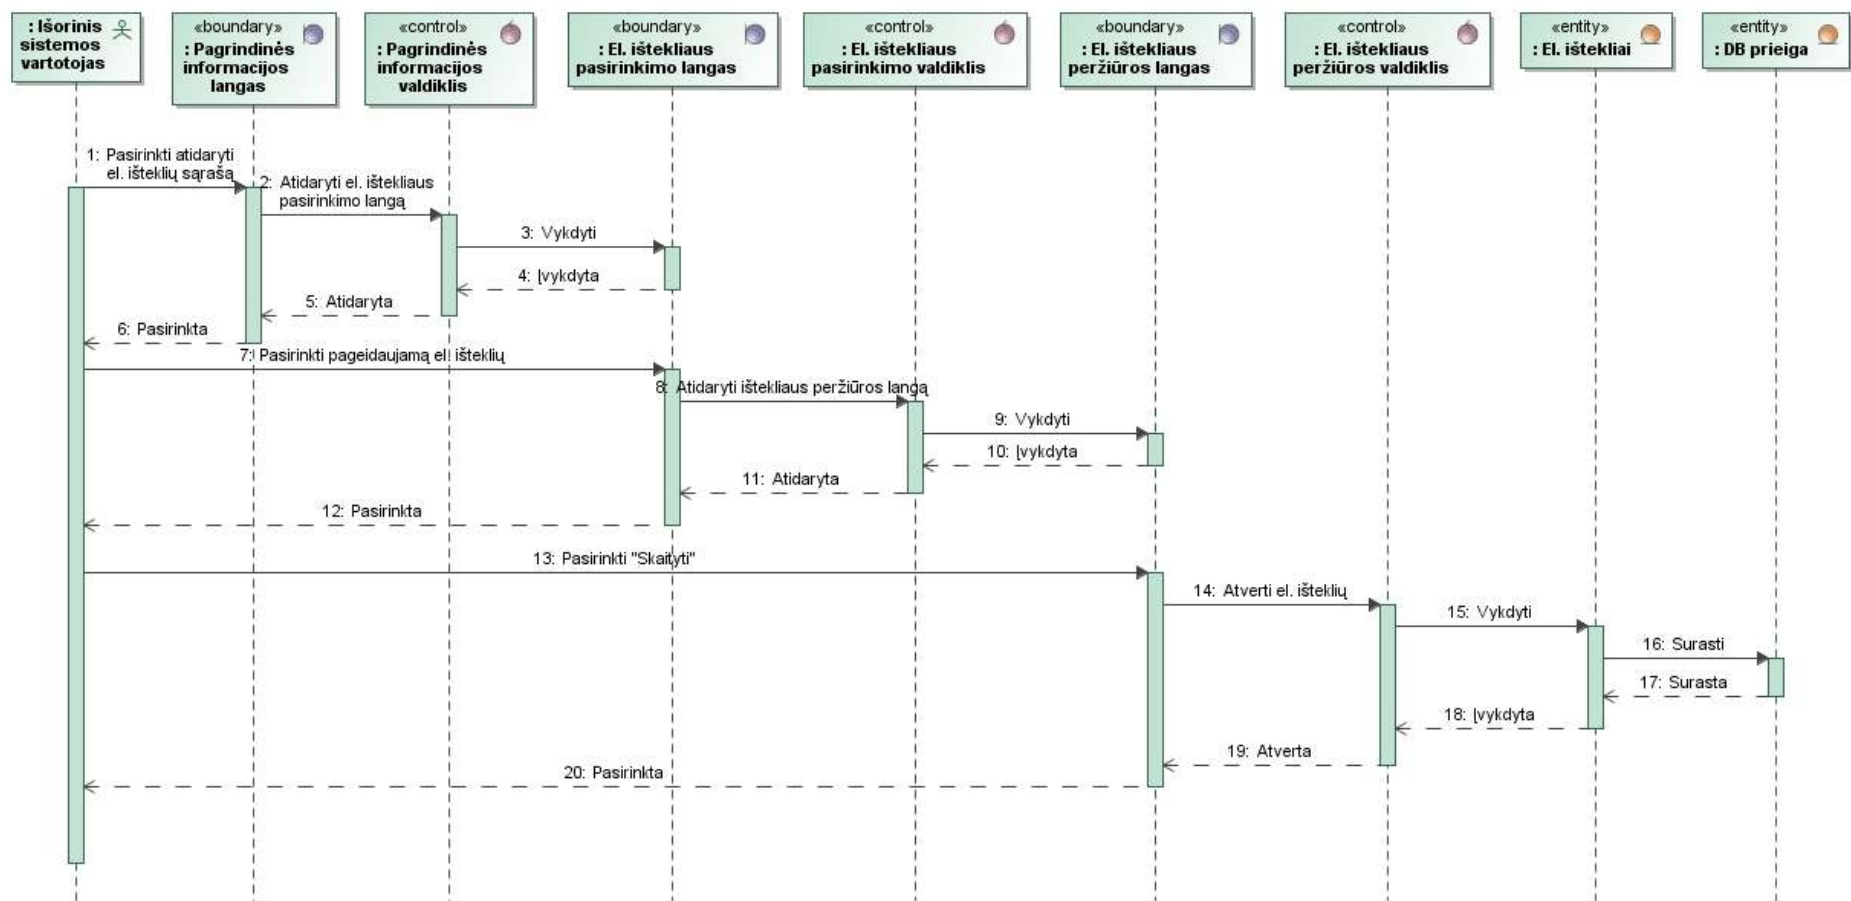 : Išorinis
sistemos
vartotojas
«boundary»
: Pagrindinės
informacijos
langas
«control»
: Pagrindinės
informacijos
valdiklis
«boundary»
: El. ištekliaus
pasirinkimo langas
«control»
: El. ištekliaus
pasirinkimo valdiklis
«boundary»
: El. ištekliaus
peržiūros langas
«control»
: El. ištekliaus
peržiūros valdiklis
«entity»
: El. ištekliai
«entity»
: DB prieiga
1: Pasirinkti atidaryti
el. išteklių sąrašą
2: Atidaryti el. ištekliaus
pasirinkimo langą
3: Vykdyti
4: Įvykdyta
5: Atidaryta
6: Pasirinkta
7: Pasirinkti pageidaujamą el. išteklių
8: Atidaryti ištekliaus peržiūros langą
9: Vykdyti
10: Įvykdyta
11: Atidaryta
12: Pasirinkta
13: Pasirinkti "Skaityti"
14: Atverti el. išteklių
15: Vykdyti
16: Surasti
17: Surasta
18: Įvykdyta
19: Atverta
20: Pasirinkta